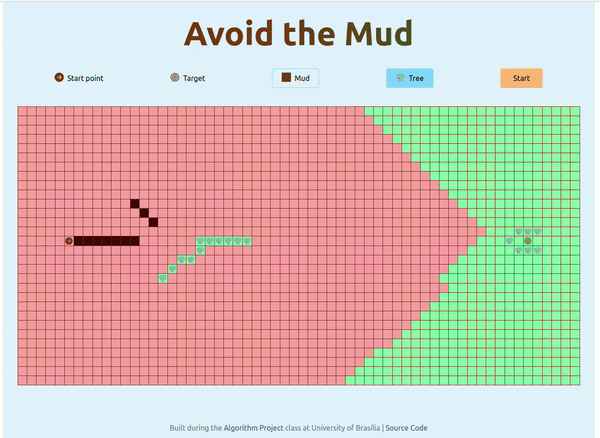 Avoid the Mud
Start point Target Mud Tree Start
Built during the Algorithm Project class at University of Brasília | Source Code